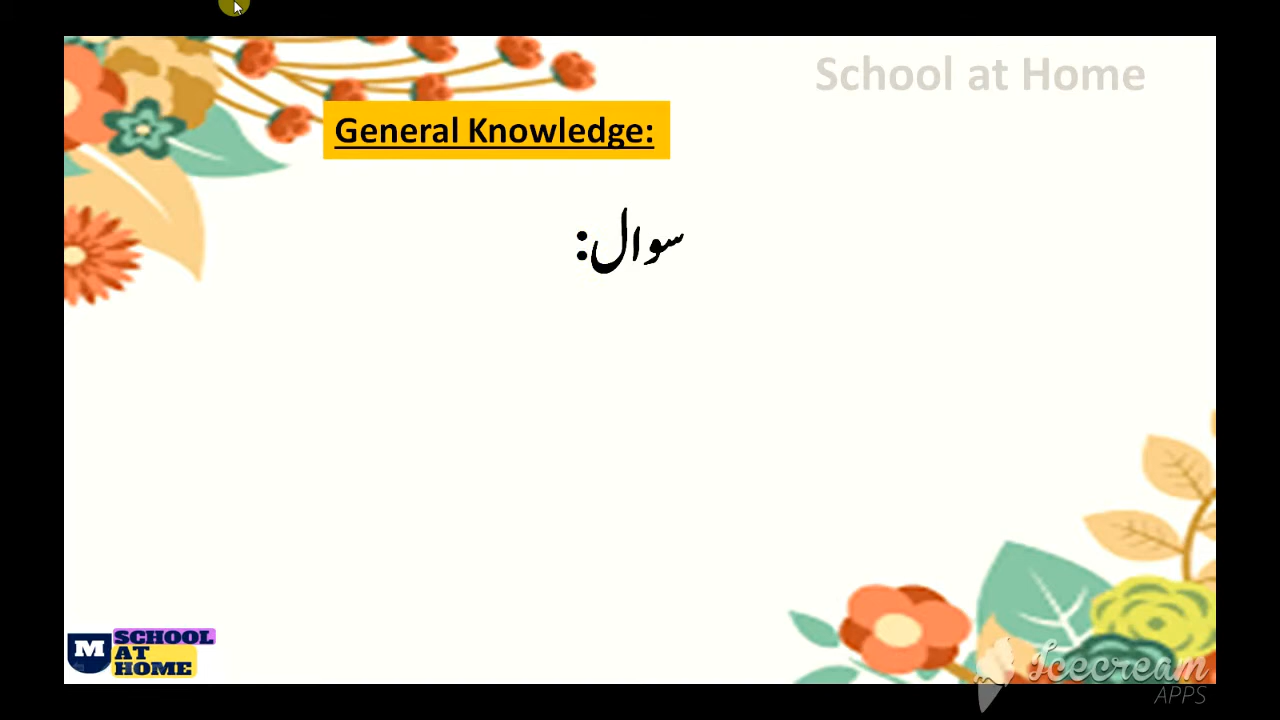 School at Home
General Knowledge:
سوال:
M
SCHOOL
AT
HOME
Icecream
APPS